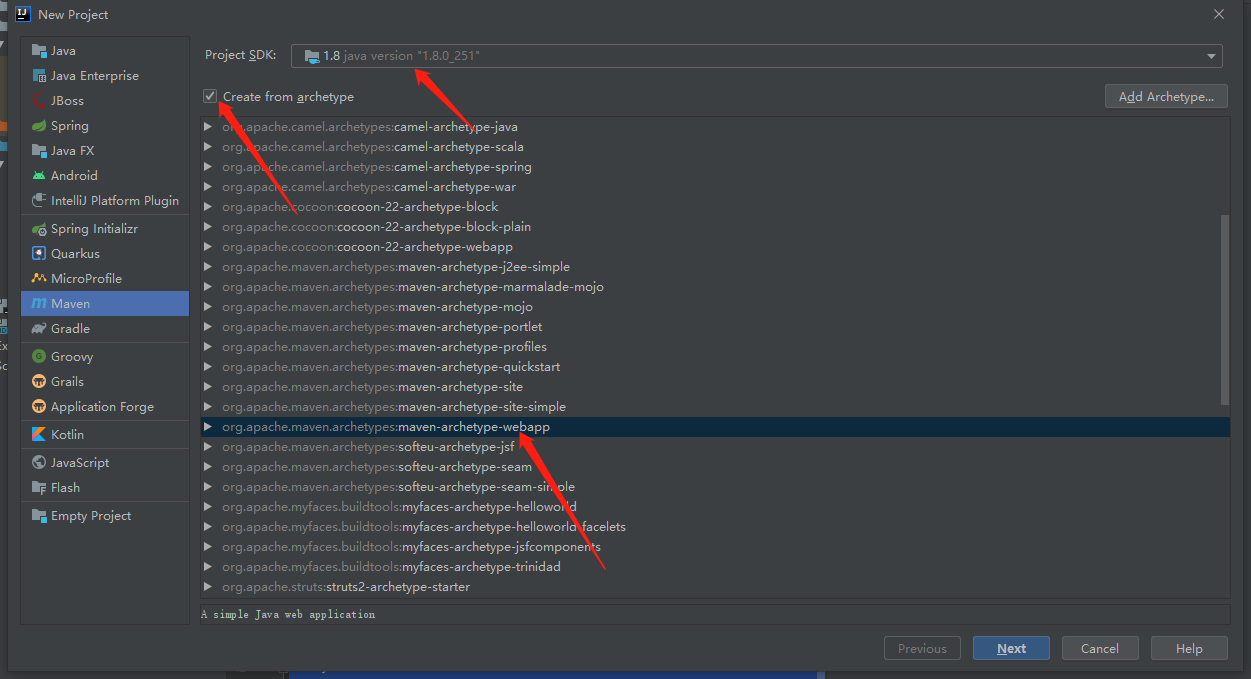 New Project
Java
Java Enterprise
JBoss
Spring
Java FX
Android
IntelliJ Platform Plugin
Spring Initializr
Quarkus
MicroProfile
Maven
Gradle
Groovy
Grails
Application Forge
Kotlin
JavaScript
Flash
Empty Project
Project SDK: 1.8 java version "1.8.0_251"
Create from archetype Add Archetype...
org.apache.camel.archetypes:camel-archetype-java
org.apache.camel.archetypes:camel-archetype-scala
org.apache.camel.archetypes:camel-archetype-spring
org.apache.camel.archetypes:camel-archetype-war
org.apache.cocoon:cocoon-22-archetype-block
org.apache.cocoon:cocoon-22-archetype-block-plain
org.apache.cocoon:cocoon-22-archetype-webapp
org.apache.maven.archetypes:maven-archetype-j2ee-simple
org.apache.maven.archetypes:maven-archetype-marmalade-mojo
org.apache.maven.archetypes:maven-archetype-mojo
org.apache.maven.archetypes:maven-archetype-portlet
org.apache.maven.archetypes:maven-archetype-profiles
org.apache.maven.archetypes:maven-archetype-quickstart
org.apache.maven.archetypes:maven-archetype-site
org.apache.maven.archetypes:maven-archetype-site-simple
org.apache.maven.archetypes:maven-archetype-webapp
org.apache.maven.archetypes:softeu-archetype-jsf
org.apache.maven.archetypes:softeu-archetype-seam
org.apache.maven.archetypes:softeu-archetype-seam-simple
org.apache.myfaces.buildtools:myfaces-archetype-helloworld
org.apache.myfaces.buildtools:myfaces-archetype-helloworld-facelets
org.apache.myfaces.buildtools:myfaces-archetype-jsfcomponents
org.apache.myfaces.buildtools:myfaces-archetype-trinidad
org.apache.struts:struts2-archetype-starter
A simple Java web application
Previous Next Cancel Help